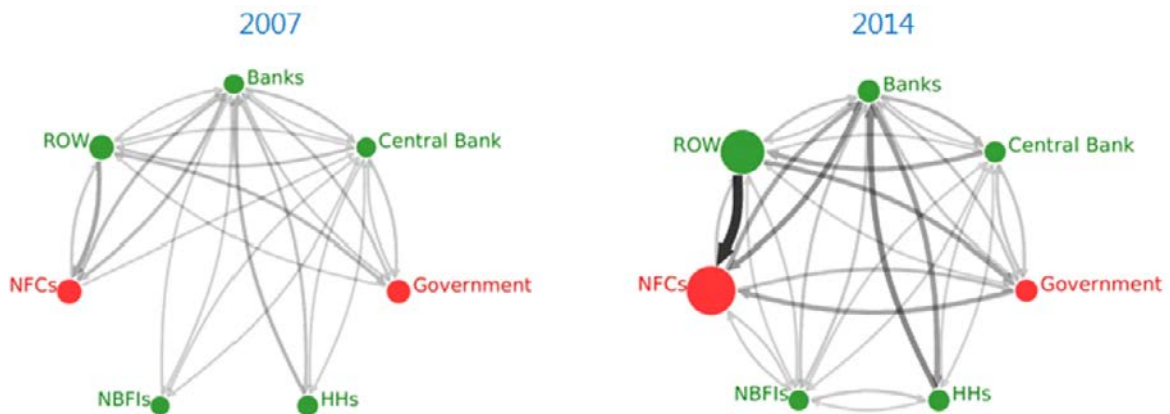 2007
Banks
ROW
Central Bank
NFCs
Government
NBFIs
HHs
2014
Banks
ROW
Central Bank
NFCs
Government
NBFIs
HHs